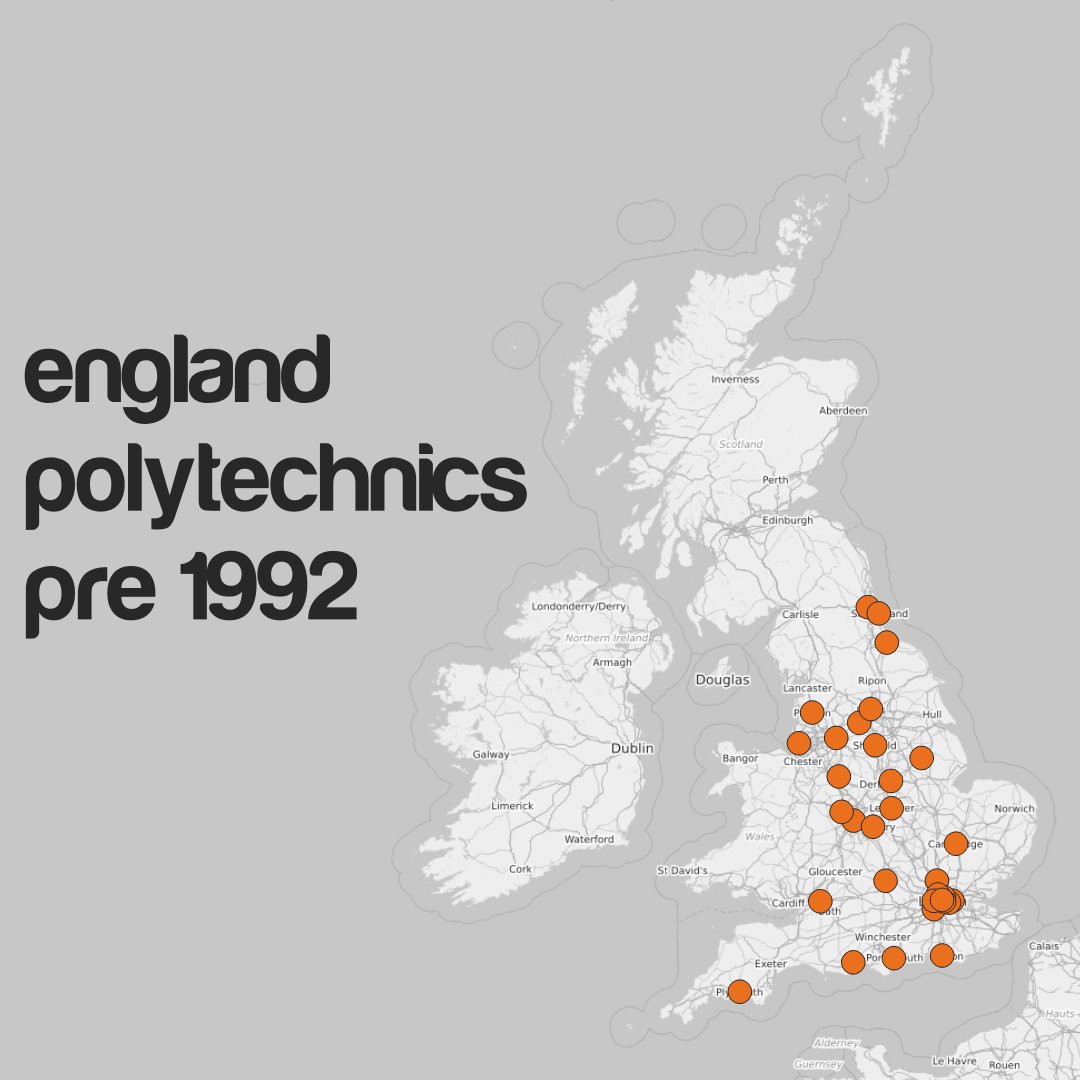 england
polytechnics
pre 1992
Inverness
Aberdeen
Scotland
Perth
Edinburgh
Londonderry/Derry
Carlisle
Northern Ireland
Armagh
Douglas
Ripon
Lancaster
Hull
Dublin
Galway
Bangor
Chester
Limerick
Norwich
Waterford
Wales
Cork
St David's
Gloucester
Cardiff
Winchester
Calais
Exeter
Alderney
Guernsey
Le Havre
Rouen